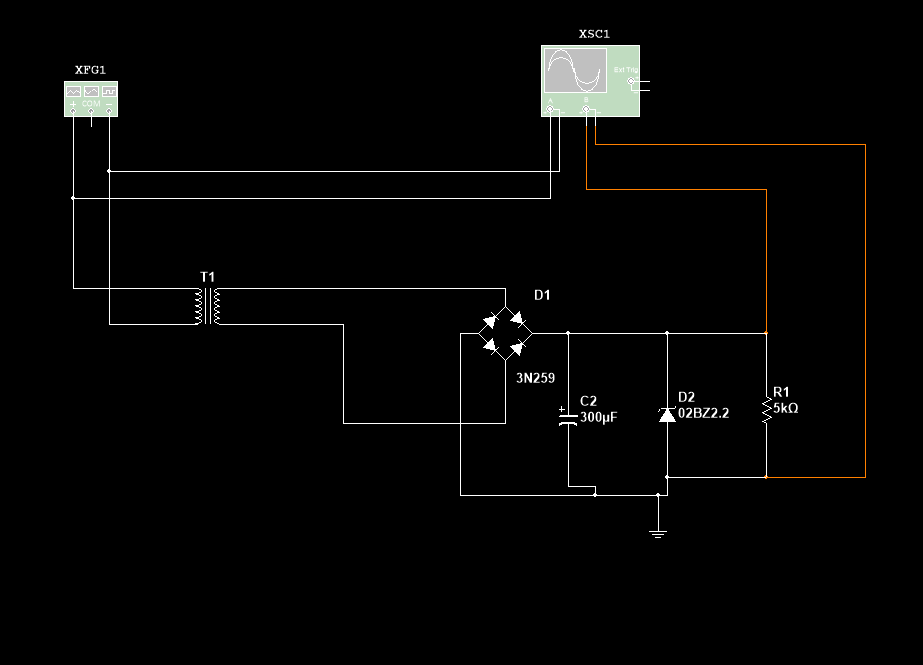 XSC1
XFG1
Ext Trig
+
COM
−
A
B
T1
D1
3N259
C2
300µF
+
D2
02BZ2.2
R1
5kΩ